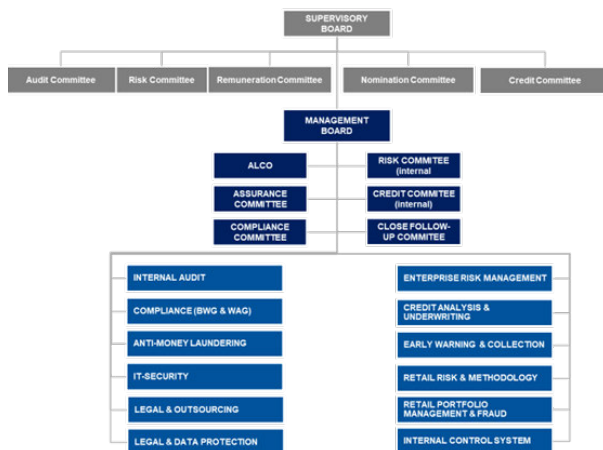 SUPERVISORY
BOARD
Audit Committee
Risk Committee
Remuneration Committee
Nomination Committee
Credit Committee
MANAGEMENT
BOARD
ALCO
RISK COMMITEE
(internal
ASSURANCE
COMMITTEE
CREDIT COMMITEE
(internal)
COMPLIANCE
COMMITTEE
CLOSE FOLLOW-
UP COMMITEE
INTERNAL AUDIT
COMPLIANCE (BWG & WAG)
ANTI-MONEY LAUNDERING
IT-SECURITY
LEGAL & OUTSOURCING
LEGAL & DATA PROTECTION
ENTERPRISE RISK MANAGEMENT
CREDIT ANALYSIS &
UNDERWRITING
EARLY WARNING & COLLECTION
RETAIL RISK & METHODOLOGY
RETAIL PORTFOLIO
MANAGEMENT & FRAUD
INTERNAL CONTROL SYSTEM